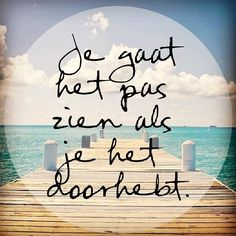 Je gaat
het pas
zien als
je het
doorhebt.